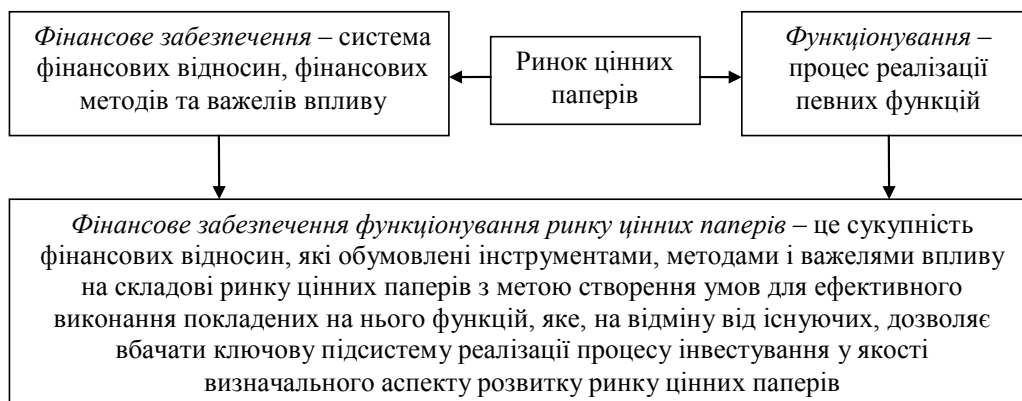 Фінансове забезпечення – система
фінансових відносин, фінансових
методів та важелів впливу
Ринок цінних
паперів
Функціонування –
процес реалізації
певних функцій
Фінансове забезпечення функціонування ринку цінних паперів – це сукупність
фінансових відносин, які обумовлені інструментами, методами і важелями впливу
на складові ринку цінних паперів з метою створення умов для ефективного
виконання покладених на нього функцій, яке, на відміну від існуючих, дозволяє
вбачати ключову підсистему реалізації процесу інвестування у якості
визначального аспекту розвитку ринку цінних паперів